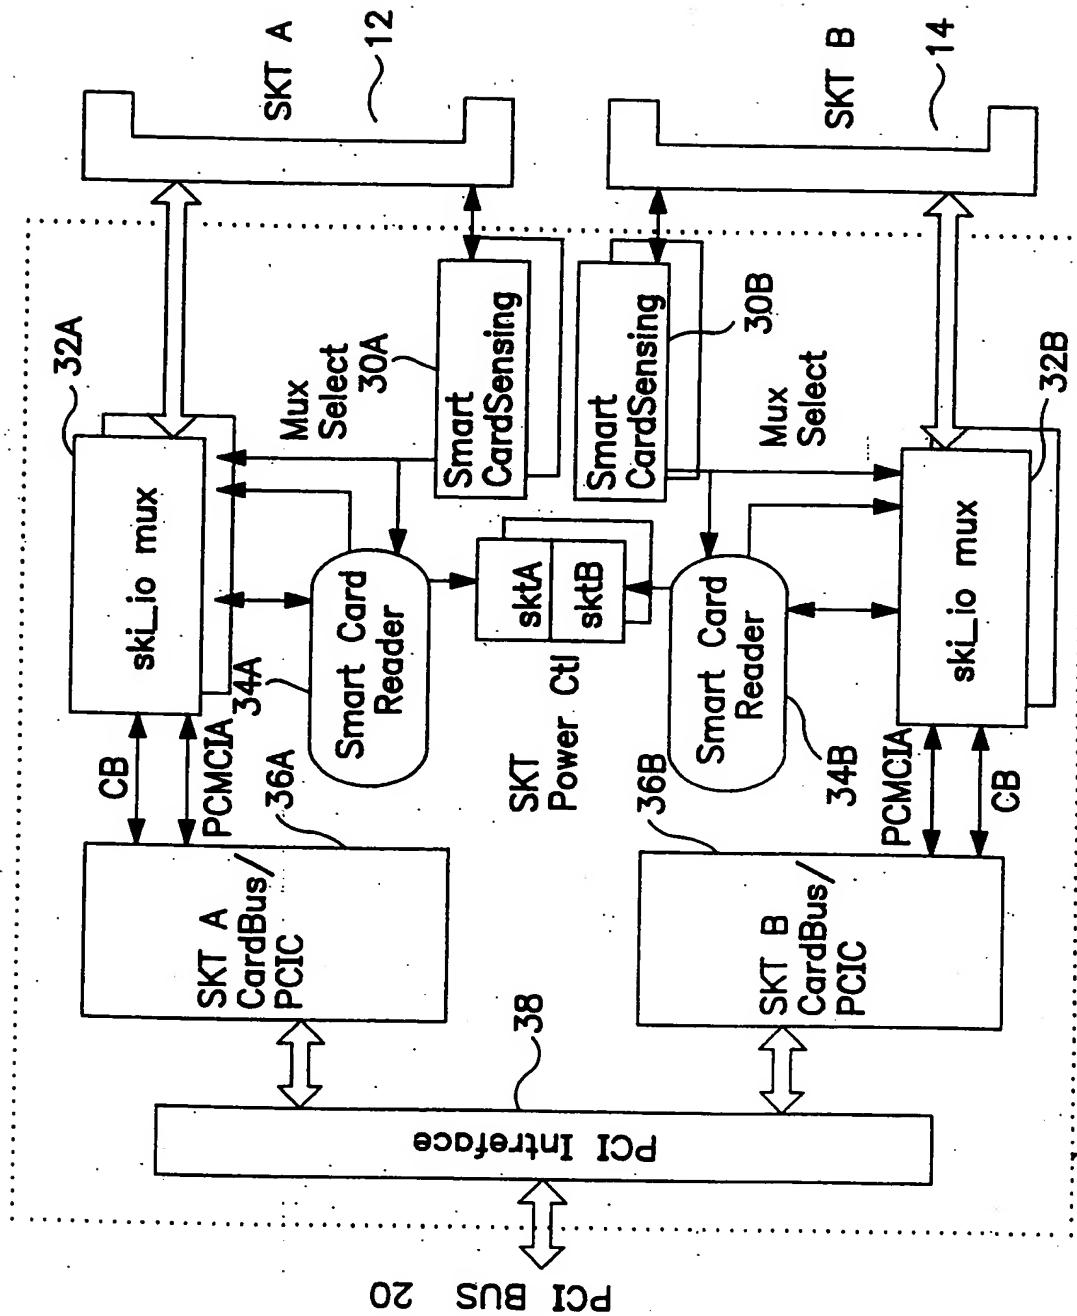 SKT A
12
SKT B
14
32A
Mux
Select
30A
Smart
CardSensing
Smart
CardSensing
30B
Mux
Select
32B
ski_io mux
34A
Smart Card
Reader
sktA
sktB
SKT
Power Ctl
Smart Card
Reader
34B
ski_io mux
CB
PCMCIA
36A
36B
PCMCIA
CB
SKT A
CardBus/
PCIC
SKT B
CardBus/
PCIC
38
PCI Intreface
PCI BUS 20